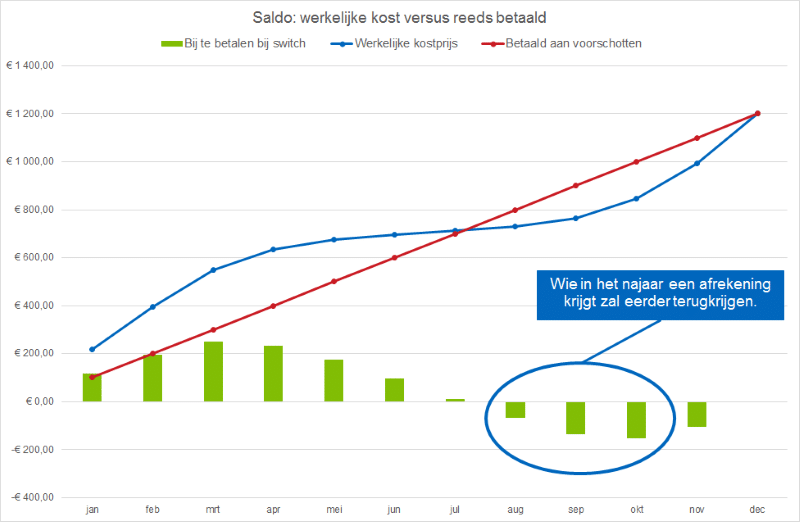 Saldo: werkelijke kost versus reeds betaald
Bij te betalen bij switch Werkelijke kostprijs Betaald aan voorschotten
€ 1 400,00
€ 1 200,00
€ 1 000,00
€ 800,00
€ 600,00
€ 400,00
€ 200,00
€ 0,00
-€ 200,00
-€ 400,00
Wie in het najaar een afrekening
krijgt zal eerder terugkrijgen.
jan feb mrt apr mei jun jul aug sep okt nov dec